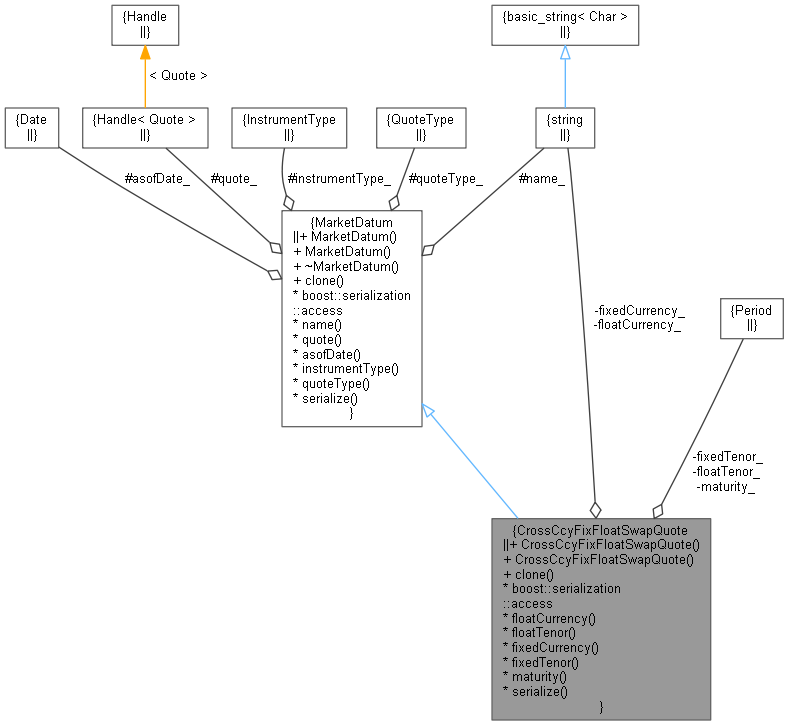 {Handle
||}
{basic_string< Char >
||}
< Quote >
{Date
||}
{Handle< Quote >
||}
{InstrumentType
||}
{QuoteType
||}
{string
||}
#asofDate_
#quote_
#instrumentType_
#quoteType_
#name_
{MarketDatum
||+ MarketDatum()
+ MarketDatum()
+ ~MarketDatum()
+ clone()
* boost::serialization
::access
* name()
* quote()
* asofDate()
* instrumentType()
* quoteType()
* serialize()
}
-fixedCurrency_
-floatCurrency_
{Period
||}
-fixedTenor_
-floatTenor_
-maturity_
{CrossCcyFixFloatSwapQuote
||+ CrossCcyFixFloatSwapQuote()
+ CrossCcyFixFloatSwapQuote()
+ clone()
* boost::serialization
::access
* floatCurrency()
* floatTenor()
* fixedCurrency()
* fixedTenor()
* maturity()
* serialize()
}